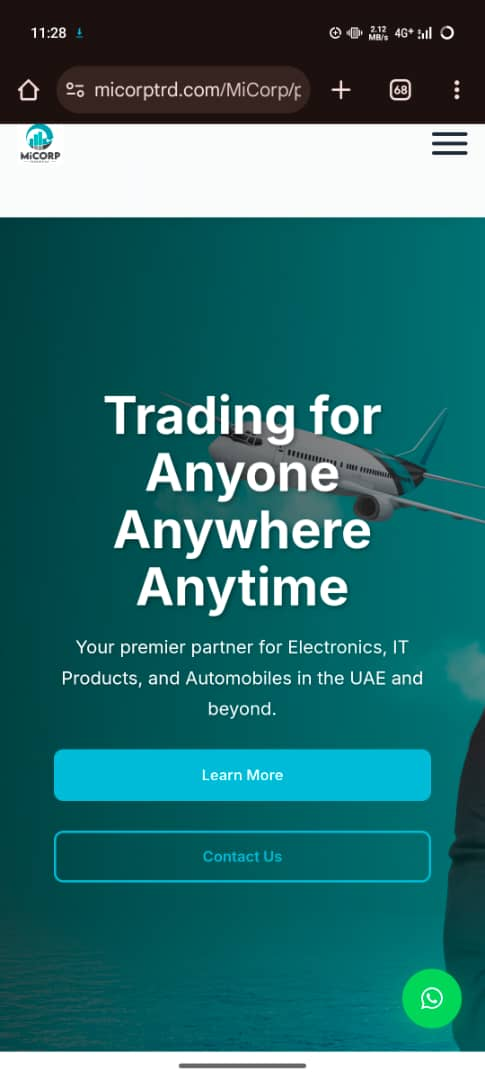 11:28
2.12
MB/s
4G+
micorptrd.com/MiCorp/p
68
MiCORP
Trading for
Anyone
Anywhere
Anytime
Your premier partner for Electronics, IT
Products, and Automobiles in the UAE and
beyond.
Learn More
Contact Us